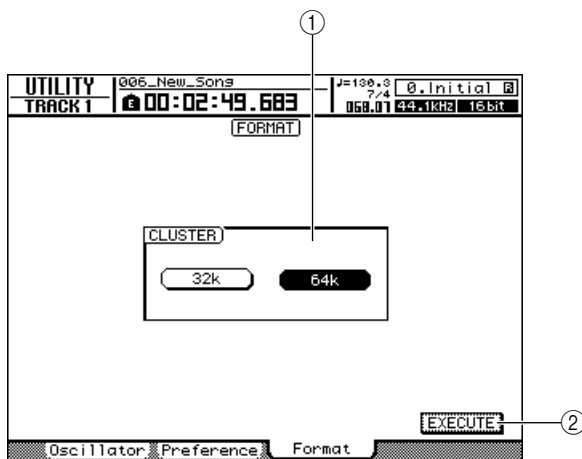 ①
UTILITY
TRACK 1
006_New_Song
00:02:49.683
♩=130.3
7/4
068.01
0.Initial R
44.1kHz 16bit
FORMAT
CLUSTER
32k 64k
EXECUTE ②
Oscillator Preference Format